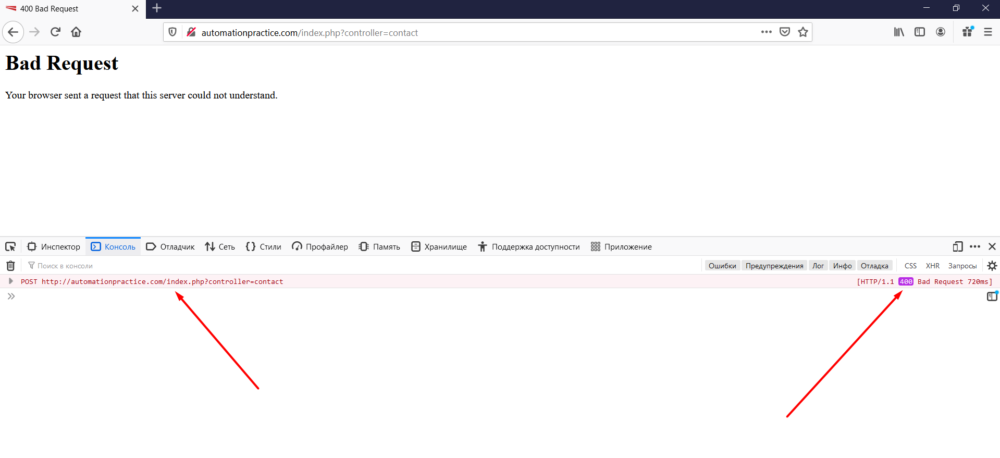 400 Bad Request
automationpractice.com/index.php?controller=contact
Bad Request
Your browser sent a request that this server could not understand.
Инспектор Консоль Отладчик Сеть Стили Профайлер Память Хранилище Поддержка доступности Приложение
Поиск в консоли Ошибки Предупреждения Лог Инфо Отладка CSS XHR Запросы
POST http://automationpractice.com/index.php?controller=contact [HTTP/1.1 400 Bad Request 720ms]